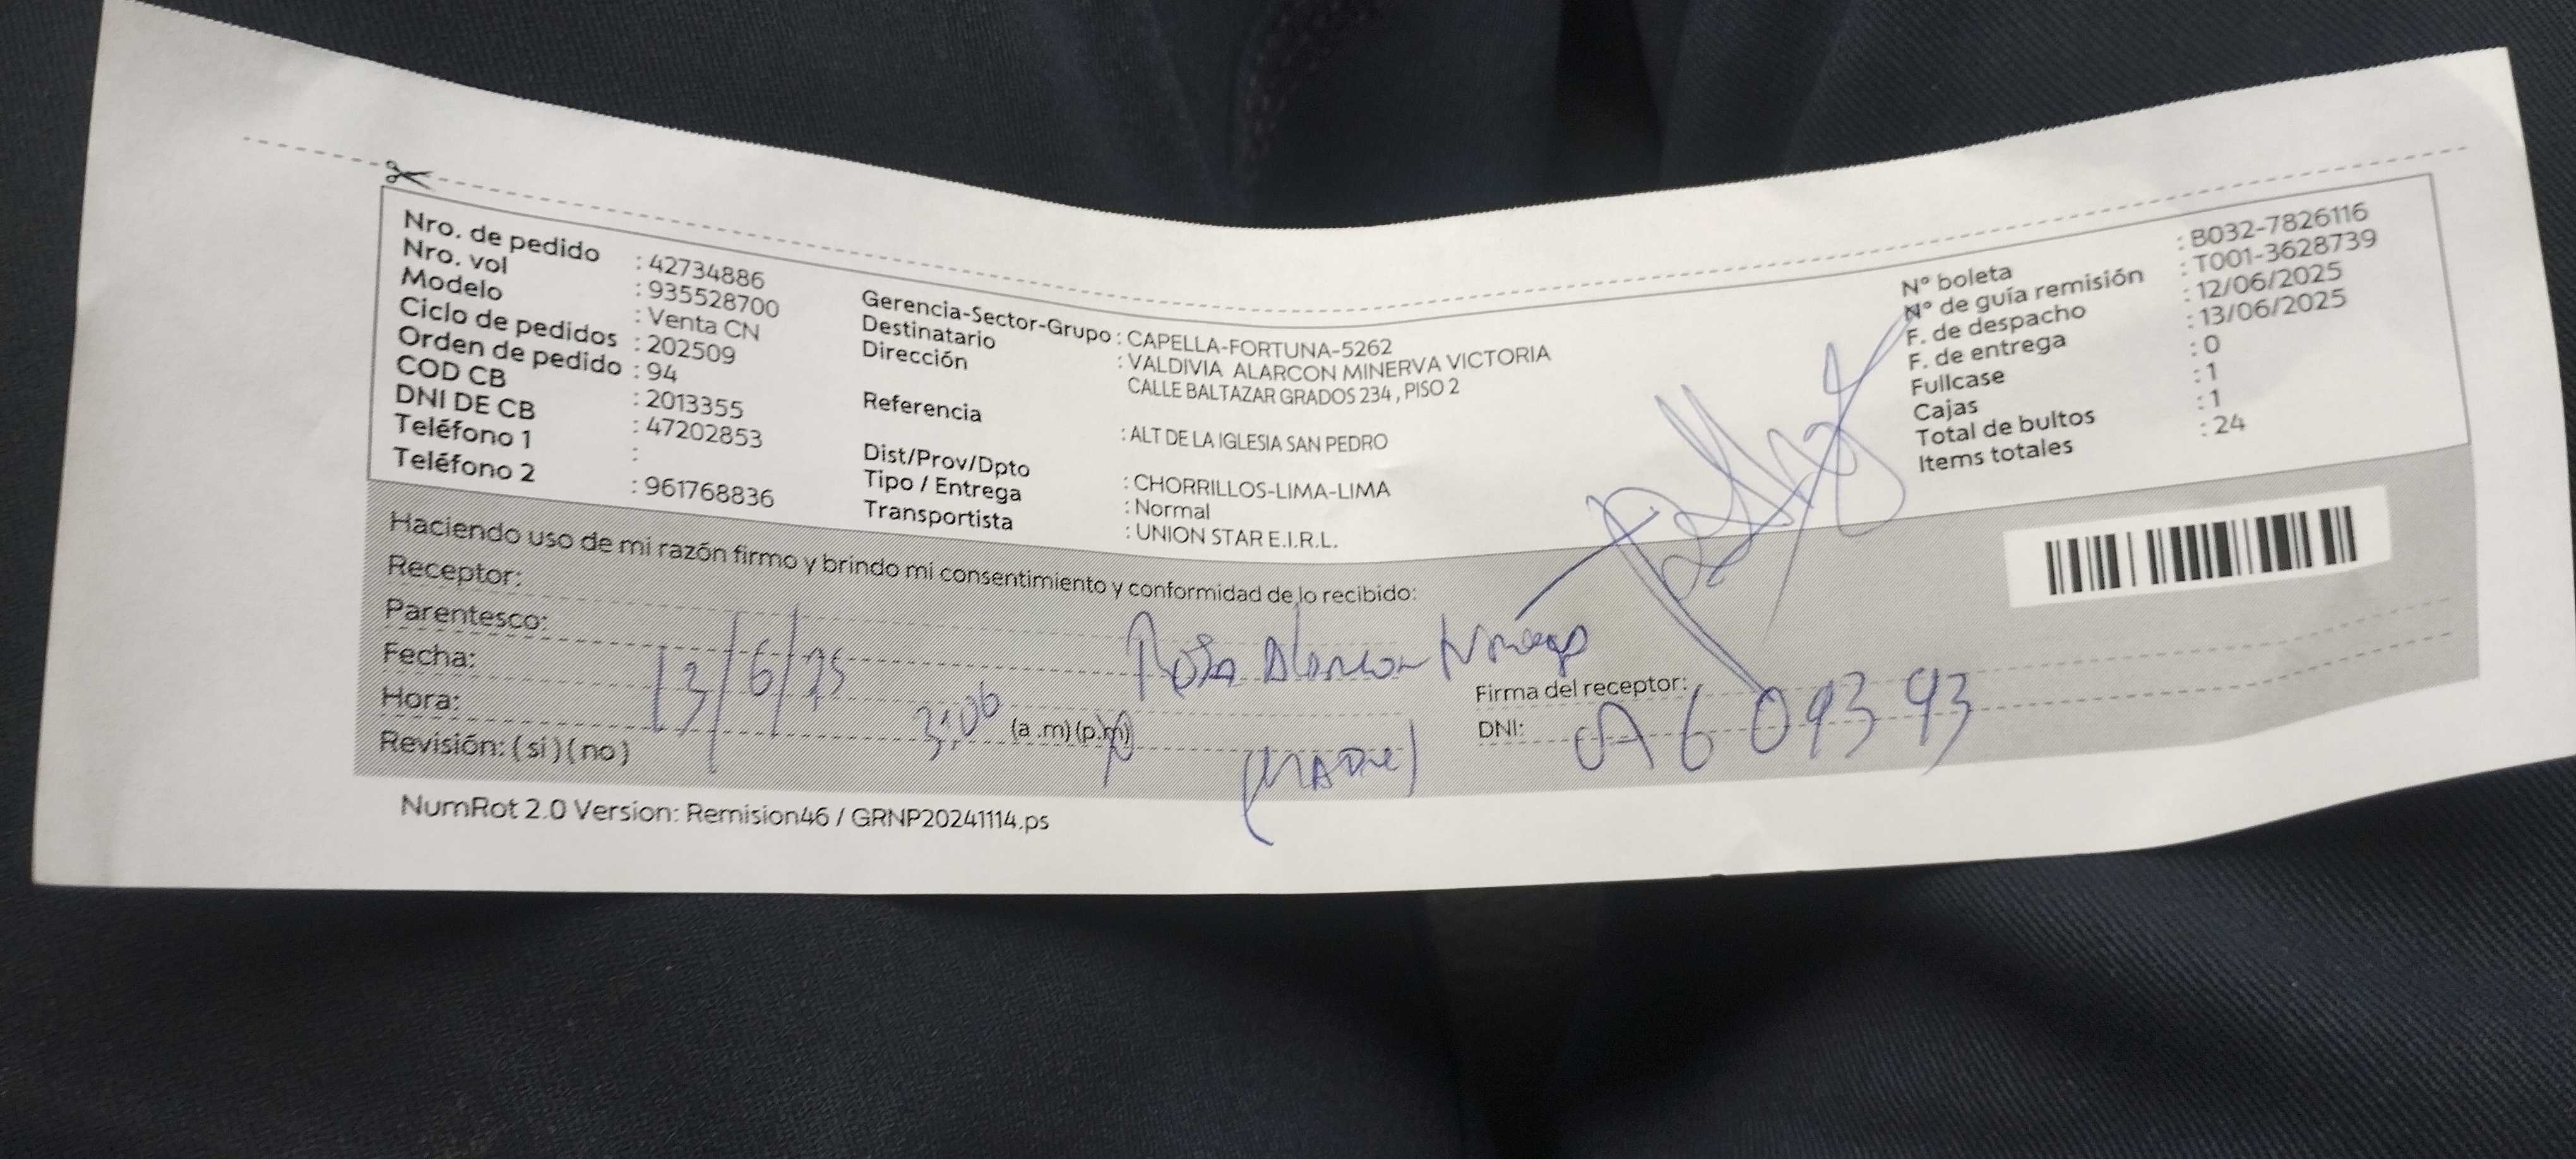 Nro. de pedido : 42734886
Nro. vol : 935528700
Modelo : Venta CN
Ciclo de pedidos : 202509
Orden de pedido : 94
COD CB : 2013355
DNI DE CB : 47202853
Teléfono 1 :
Teléfono 2 : 961768836
Gerencia-Sector-Grupo : CAPELLA-FORTUNA-5262
Destinatario : VALDIVIA ALARCON MINERVA VICTORIA
Dirección CALLE BALTAZAR GRADOS 234 , PISO 2
Referencia : ALT DE LA IGLESIA SAN PEDRO
Dist/Prov/Dpto : CHORRILLOS-LIMA-LIMA
Tipo / Entrega : Normal
Transportista : UNION STAR E.I.R.L.
N° boleta : B032-7826116
N° de guía remisión : T001-3628739
F. de despacho : 12/06/2025
F. de entrega : 13/06/2025
Fullcase : 0
Cajas : 1
Total de bultos : 1
Items totales : 24
Haciendo uso de mi razón firmo y brindo mi consentimiento y conformidad de lo recibido:
Receptor: Rosa Alarcon
Parentesco: (MADRE)
Fecha: 13/6/25
Hora: 3:06 (a .m) (p.m)
Revisión: ( si ) ( no )
Firma del receptor:
DNI:
NumRot 2.0 Version: Remision46 / GRNP20241114.ps